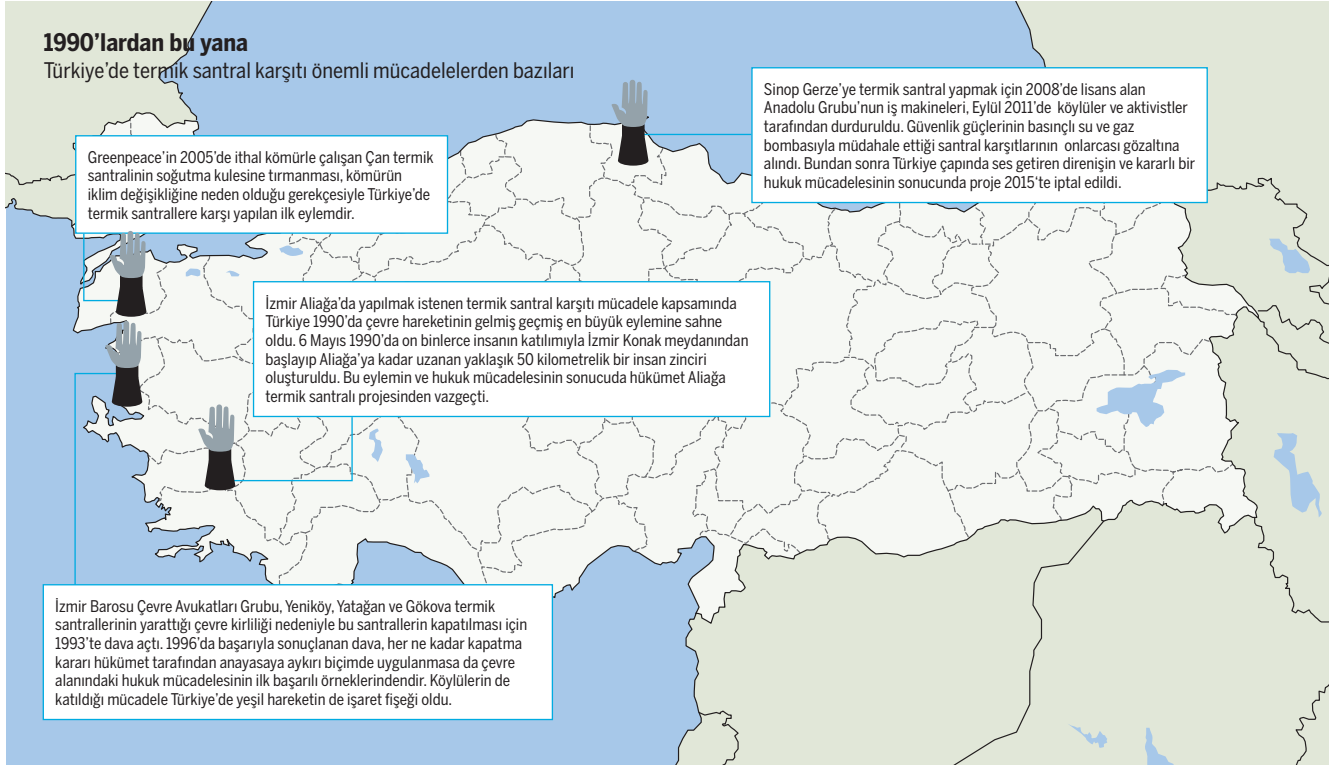 1990’lardan bu yana
Türkiye’de termik santral karşıtı önemli mücadelelerden bazıları
Sinop Gerze’ye termik santral yapmak için 2008’de lisans alan
Anadolu Grubu’nun iş makineleri, Eylül 2011’de köylüler ve aktivistler
tarafından durduruldu. Güvenlik güçlerinin basınçlı su ve gaz
bombasıyla müdahale ettiği santral karşıtlarının onlarcası gözaltına
alındı. Bundan sonra Türkiye çapında ses getiren direnişin ve kararlı bir
hukuk mücadelesinin sonucunda proje 2015‘te iptal edildi.
Greenpeace’in 2005’de ithal kömürle çalışan Çan termik
santralinin soğutma kulesine tırmanması, kömürün
iklim değişikliğine neden olduğu gerekçesiyle Türkiye’de
termik santrallere karşı yapılan ilk eylemdir.
İzmir Aliağa’da yapılmak istenen termik santral karşıtı mücadele kapsamında
Türkiye 1990’da çevre hareketinin gelmiş geçmiş en büyük eylemine sahne
oldu. 6 Mayıs 1990’da on binlerce insanın katılımıyla İzmir Konak meydanından
başlayıp Aliağa’ya kadar uzanan yaklaşık 50 kilometrelik bir insan zinciri
oluşturuldu. Bu eylemin ve hukuk mücadelesinin sonucuda hükümet Aliağa
termik santralı projesinden vazgeçti.
İzmir Barosu Çevre Avukatları Grubu, Yeniköy, Yatağan ve Gökova termik
santrallerinin yarattığı çevre kirliliği nedeniyle bu santrallerin kapatılması için
1993’te dava açtı. 1996’da başarıyla sonuçlanan dava, her ne kadar kapatma
kararı hükümet tarafından anayasaya aykırı biçimde uygulanmasa da çevre
alanındaki hukuk mücadelesinin ilk başarılı örneklerindendir. Köylülerin de
katıldığı mücadele Türkiye’de yeşil hareketin de işaret fişeği oldu.